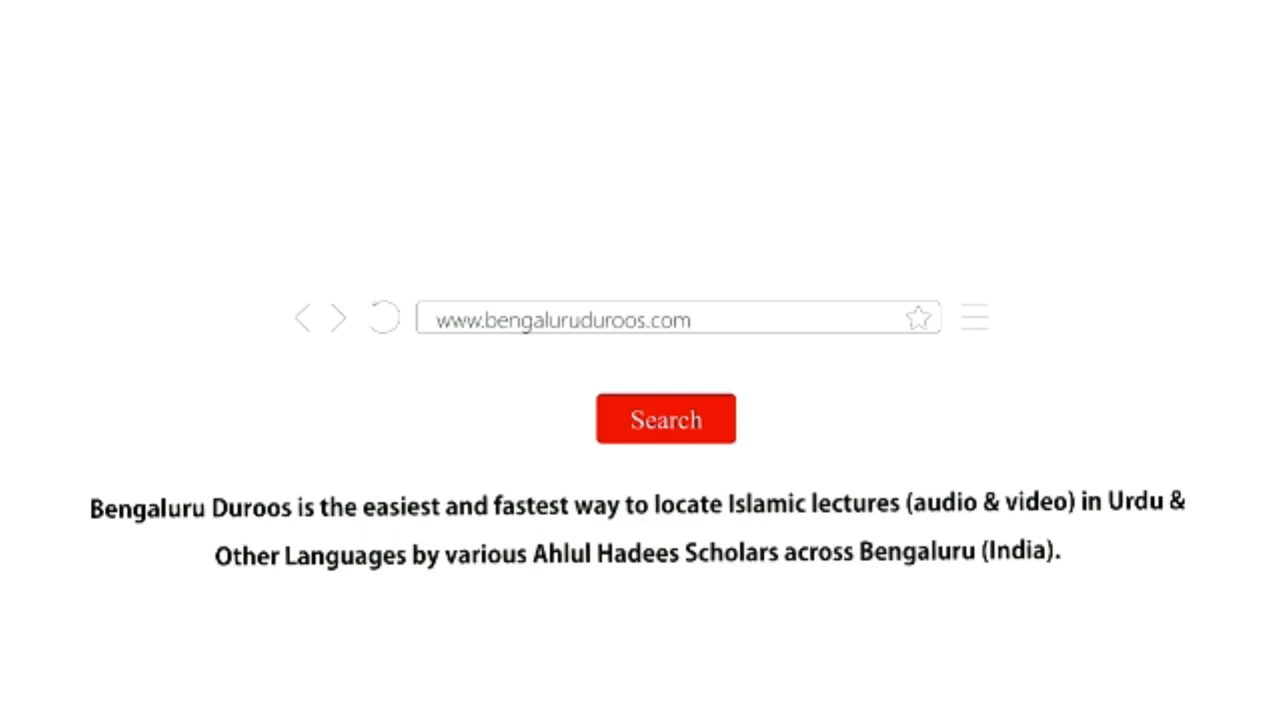 www.bengaluruduroos.com
Search
Bengaluru Duroos is the easiest and fastest way to locate Islamic lectures (audio & video) in Urdu &
Other Languages by various Ahlul Hadees Scholars across Bengaluru (India).